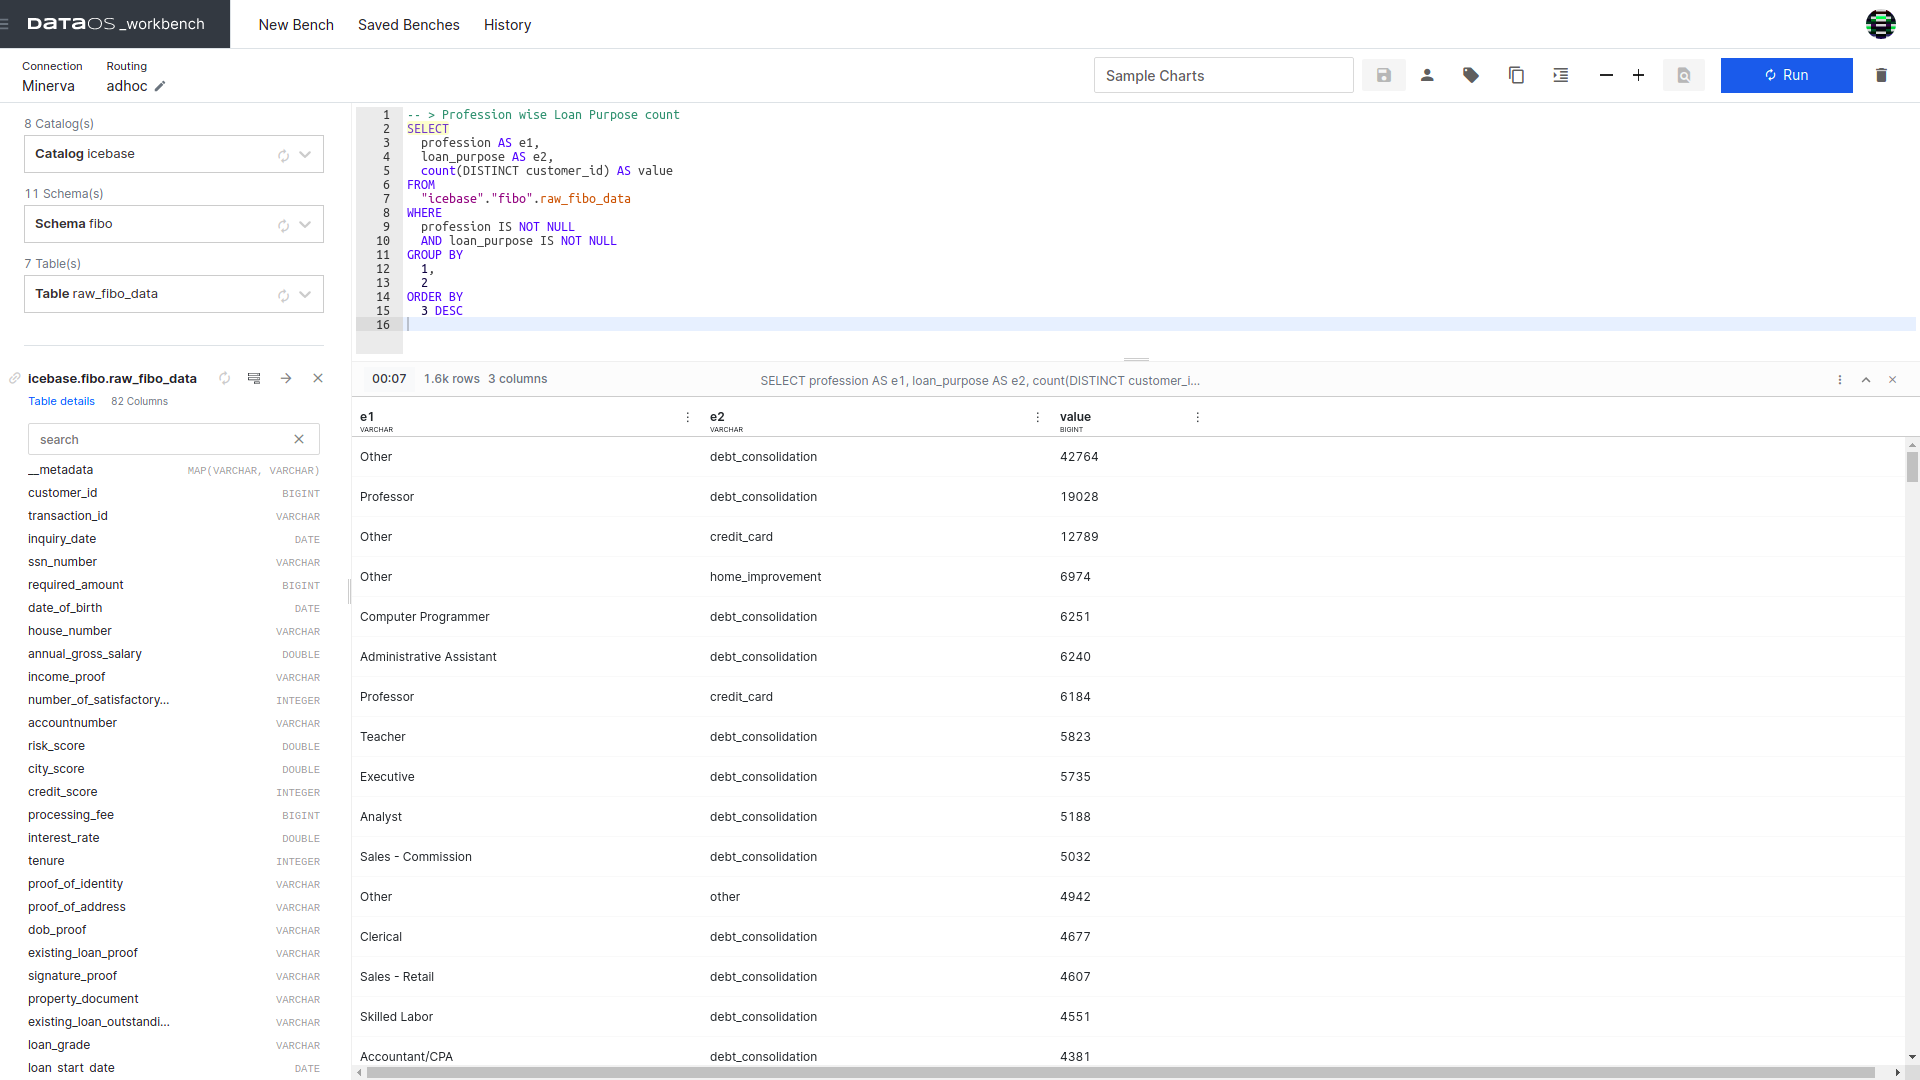 DATAOS _workbench
New Bench
Saved Benches
History
Connection
Minerva
Routing
adhoc
Sample Charts
Run
8 Catalog(s)
Catalog icebase
11 Schema(s)
Schema fibo
7 Table(s)
Table raw_fibo_data
icebase.fibo.raw_fibo_data
Table details 82 Columns
search
__metadata MAP(VARCHAR, VARCHAR)
customer_id BIGINT
transaction_id VARCHAR
inquiry_date DATE
ssn_number VARCHAR
required_amount BIGINT
date_of_birth DATE
house_number VARCHAR
annual_gross_salary DOUBLE
income_proof VARCHAR
number_of_satisfactory... INTEGER
accountnumber VARCHAR
risk_score DOUBLE
city_score DOUBLE
credit_score INTEGER
processing_fee BIGINT
interest_rate DOUBLE
tenure INTEGER
proof_of_identity VARCHAR
proof_of_address VARCHAR
dob_proof VARCHAR
existing_loan_proof VARCHAR
signature_proof VARCHAR
property_document VARCHAR
existing_loan_outstandi... VARCHAR
loan_grade VARCHAR
loan_start_date DATE
1 -- > Profession wise Loan Purpose count
2 SELECT
3 profession AS e1,
4 loan_purpose AS e2,
5 count(DISTINCT customer_id) AS value
6 FROM
7 "icebase"."fibo".raw_fibo_data
8 WHERE
9 profession IS NOT NULL
10 AND loan_purpose IS NOT NULL
11 GROUP BY
12 1,
13 2
14 ORDER BY
15 3 DESC
16
00:07 1.6k rows 3 columns SELECT profession AS e1, loan_purpose AS e2, count(DISTINCT customer_i...
e1 e2 value
VARCHAR VARCHAR BIGINT
Other debt_consolidation 42764
Professor debt_consolidation 19028
Other credit_card 12789
Other home_improvement 6974
Computer Programmer debt_consolidation 6251
Administrative Assistant debt_consolidation 6240
Professor credit_card 6184
Teacher debt_consolidation 5823
Executive debt_consolidation 5735
Analyst debt_consolidation 5188
Sales - Commission debt_consolidation 5032
Other other 4942
Clerical debt_consolidation 4677
Sales - Retail debt_consolidation 4607
Skilled Labor debt_consolidation 4551
Accountant/CPA debt_consolidation 4381